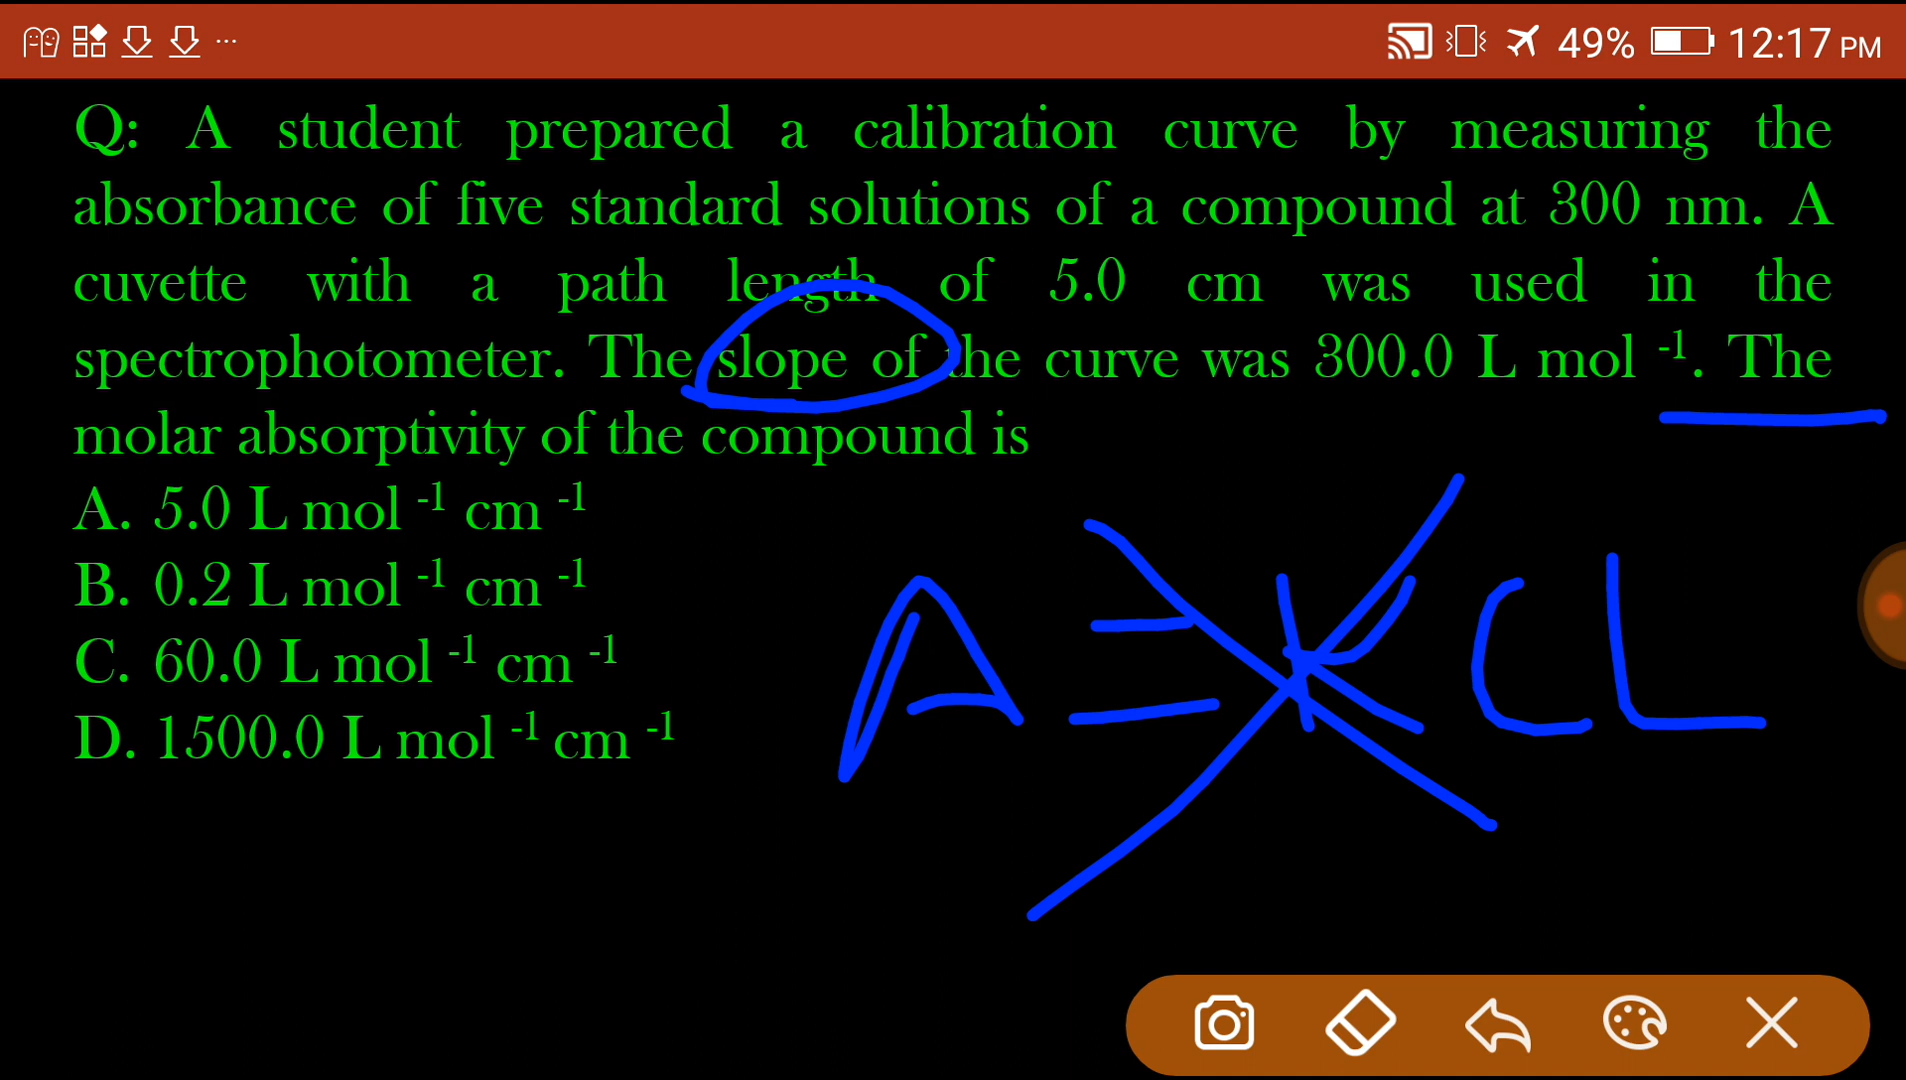 49% 12:17 PM
Q: A student prepared a calibration curve by measuring the
absorbance of five standard solutions of a compound at 300 nm. A
cuvette with a path length of 5.0 cm was used in the
spectrophotometer. The slope of the curve was 300.0 L mol ⁻¹. The
molar absorptivity of the compound is
A. 5.0 L mol ⁻¹ cm ⁻¹
B. 0.2 L mol ⁻¹ cm ⁻¹
C. 60.0 L mol ⁻¹ cm ⁻¹
D. 1500.0 L mol ⁻¹ cm ⁻¹
A = CL